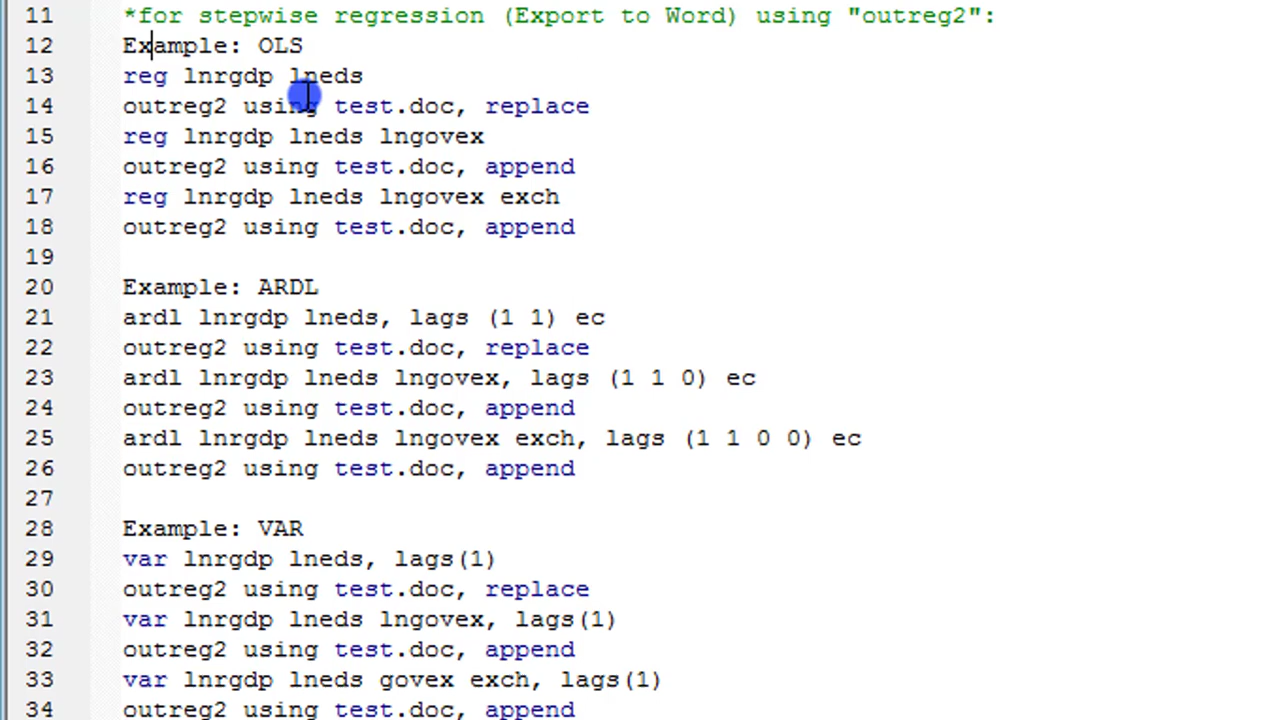 11 *for stepwise regression (Export to Word) using "outreg2":
12 Example: OLS
13 reg lnrgdp lneds
14 outreg2 using test.doc, replace
15 reg lnrgdp lneds lngovex
16 outreg2 using test.doc, append
17 reg lnrgdp lneds lngovex exch
18 outreg2 using test.doc, append
19
20 Example: ARDL
21 ardl lnrgdp lneds, lags (1 1) ec
22 outreg2 using test.doc, replace
23 ardl lnrgdp lneds lngovex, lags (1 1 0) ec
24 outreg2 using test.doc, append
25 ardl lnrgdp lneds lngovex exch, lags (1 1 0 0) ec
26 outreg2 using test.doc, append
27
28 Example: VAR
29 var lnrgdp lneds, lags(1)
30 outreg2 using test.doc, replace
31 var lnrgdp lneds lngovex, lags(1)
32 outreg2 using test.doc, append
33 var lnrgdp lneds govex exch, lags(1)
34 outreg2 using test.doc, append